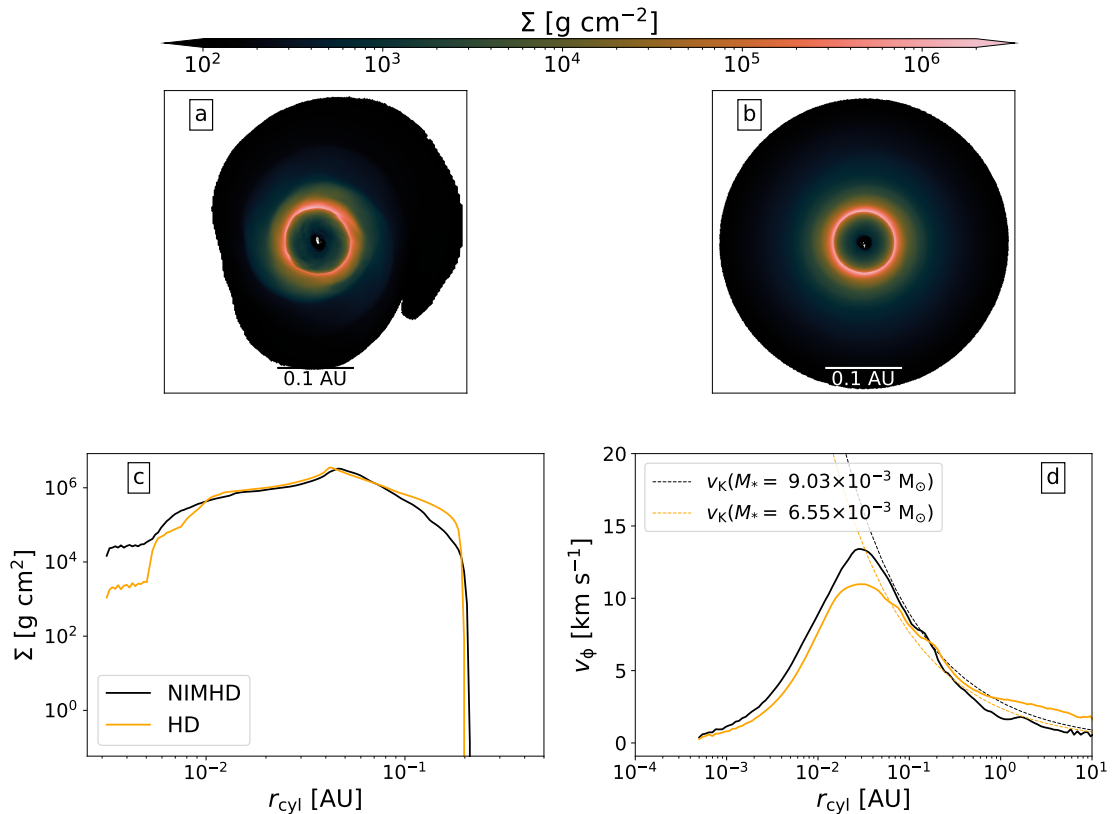 Σ [g cm⁻²]
10² 10³ 10⁴ 10⁵ 10⁶
a
b
0.1 AU
0.1 AU
c
Σ [g cm²]
10⁶
10⁴
10²
10⁰
NIMHD
HD
10⁻² 10⁻¹
r_cyl [AU]
d
v_K(M_* = 9.03×10⁻³ M_⊙)
v_K(M_* = 6.55×10⁻³ M_⊙)
v_ϕ [km s⁻¹]
20
15
10
5
0
10⁻⁴ 10⁻³ 10⁻² 10⁻¹ 10⁰ 10¹
r_cyl [AU]